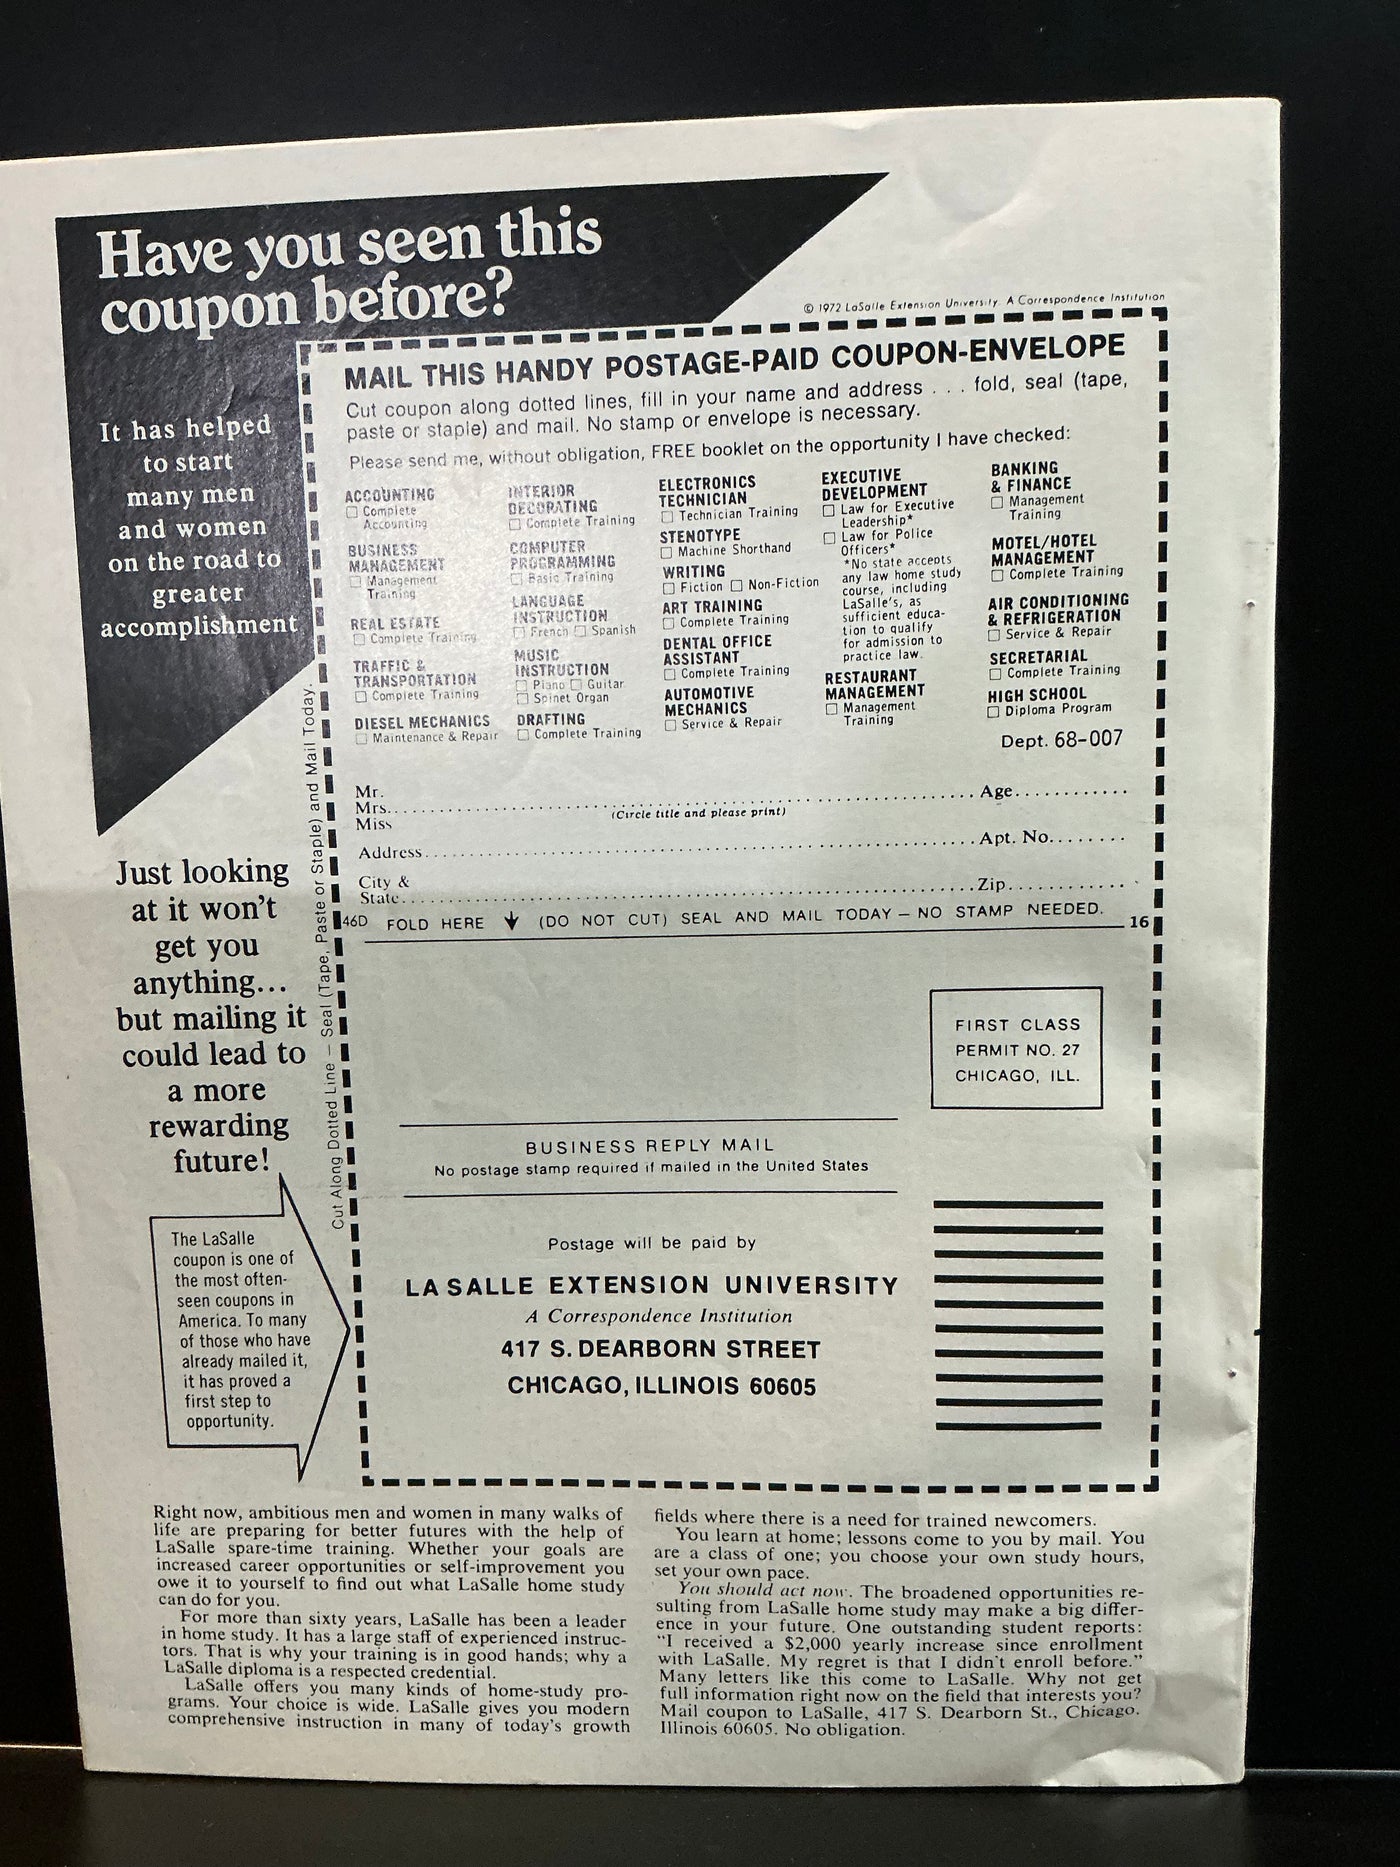 Have you seen this
coupon before?
It has helped
to start
many men
and women
on the road to
greater
accomplishment
Just looking
at it won't
get you
anything...
but mailing it
could lead to
a more
rewarding
future!
The LaSalle
coupon is one of
the most often-
seen coupons in
America. To many
of those who have
already mailed it,
it has proved a
first step to
opportunity.
© 1972 LaSalle Extension University. A Correspondence Institution
Cut Along Dotted Line — Seal (Tape, Paste or Staple) and Mail Today.
MAIL THIS HANDY POSTAGE-PAID COUPON-ENVELOPE
Cut coupon along dotted lines, fill in your name and address . . . fold, seal (tape,
paste or staple) and mail. No stamp or envelope is necessary.
Please send me, without obligation, FREE booklet on the opportunity I have checked:
ACCOUNTING
☐ Complete
Accounting
BUSINESS
MANAGEMENT
☐ Management
Training
REAL ESTATE
☐ Complete Training
TRAFFIC &
TRANSPORTATION
☐ Complete Training
DIESEL MECHANICS
☐ Maintenance & Repair
INTERIOR
DECORATING
☐ Complete Training
COMPUTER
PROGRAMMING
☐ Basic Training
LANGUAGE
INSTRUCTION
☐ French ☐ Spanish
MUSIC
INSTRUCTION
☐ Piano ☐ Guitar
☐ Spinet Organ
DRAFTING
☐ Complete Training
ELECTRONICS
TECHNICIAN
☐ Technician Training
STENOTYPE
☐ Machine Shorthand
WRITING
☐ Fiction ☐ Non-Fiction
ART TRAINING
☐ Complete Training
DENTAL OFFICE
ASSISTANT
☐ Complete Training
AUTOMOTIVE
MECHANICS
☐ Service & Repair
EXECUTIVE
DEVELOPMENT
☐ Law for Executive
Leadership*
☐ Law for Police
Officers*
*No state accepts
any law home study
course, including
LaSalle's, as
sufficient educa-
tion to qualify
for admission to
practice law.
RESTAURANT
MANAGEMENT
☐ Management
Training
BANKING
& FINANCE
☐ Management
Training
MOTEL/HOTEL
MANAGEMENT
☐ Complete Training
AIR CONDITIONING
& REFRIGERATION
☐ Service & Repair
SECRETARIAL
☐ Complete Training
HIGH SCHOOL
☐ Diploma Program
Dept. 68-007
Mr.
Mrs. Age
Miss
(Circle title and please print)
Address Apt. No.
City &
State Zip
46D FOLD HERE ↓ (DO NOT CUT) SEAL AND MAIL TODAY — NO STAMP NEEDED. 16
FIRST CLASS
PERMIT NO. 27
CHICAGO, ILL.
BUSINESS REPLY MAIL
No postage stamp required if mailed in the United States
Postage will be paid by
LA SALLE EXTENSION UNIVERSITY
A Correspondence Institution
417 S. DEARBORN STREET
CHICAGO, ILLINOIS 60605
Right now, ambitious men and women in many walks of
life are preparing for better futures with the help of
LaSalle spare-time training. Whether your goals are
increased career opportunities or self-improvement you
owe it to yourself to find out what LaSalle home study
can do for you.
For more than sixty years, LaSalle has been a leader
in home study. It has a large staff of experienced instruc-
tors. That is why your training is in good hands; why a
LaSalle diploma is a respected credential.
LaSalle offers you many kinds of home-study pro-
grams. Your choice is wide. LaSalle gives you modern
comprehensive instruction in many of today's growth
fields where there is a need for trained newcomers.
You learn at home; lessons come to you by mail. You
are a class of one; you choose your own study hours,
set your own pace.
You should act now. The broadened opportunities re-
sulting from LaSalle home study may make a big differ-
ence in your future. One outstanding student reports:
"I received a $2,000 yearly increase since enrollment
with LaSalle. My regret is that I didn't enroll before."
Many letters like this come to LaSalle. Why not get
full information right now on the field that interests you?
Mail coupon to LaSalle, 417 S. Dearborn St., Chicago,
Illinois 60605. No obligation.